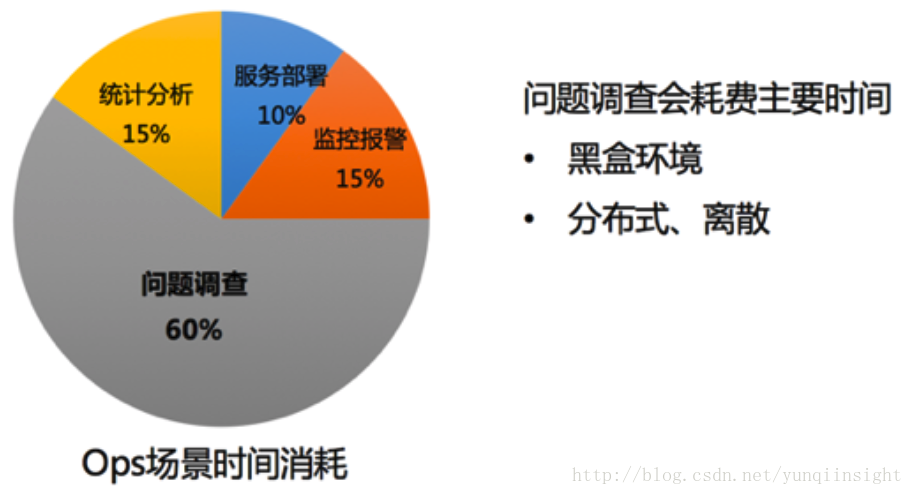 统计分析
15%
服务部署
10%
监控报警
15%
问题调查
60%
Ops场景时间消耗
问题调查会耗费主要时间
• 黑盒环境
• 分布式、离散
http://blog.csdn.net/yunqiinsight